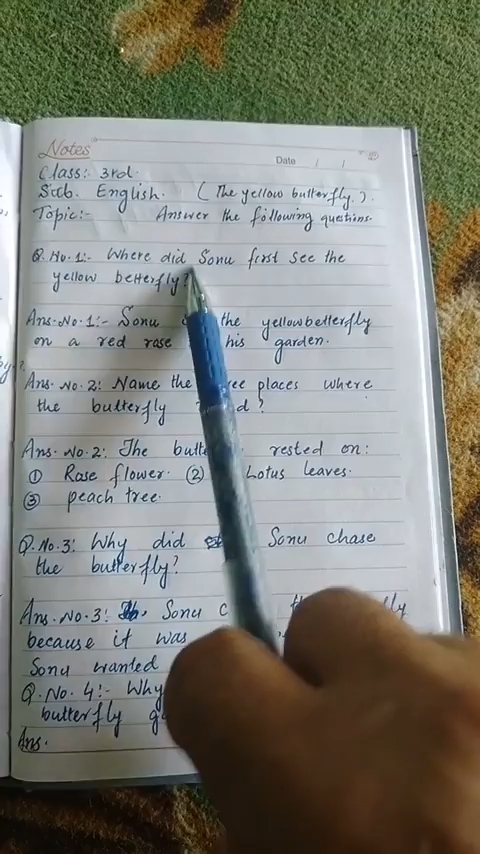 Notes
Date / /
Class:- 3rd.
Sub. English. (The yellow butterfly.).
Topic:- Answer the following questions.
Q. No. 1:- Where did Sonu first see the
yellow betterfly?
Ans. No. 1:- Sonu the yellowbetterfly
on a red rase his garden.
Ans. No. 2: Name the places where
the butterfly ?
Ans. No. 2: The rested on:
① Rase flower. ② Lotus leaves.
③ peach tree.
Q. No. 3: Why did Sonu chase
the butterfly?
Ans. No. 3: Sonu
because it was
Sonu wanted
Q. No. 4:- Why
butterfly
Ans.